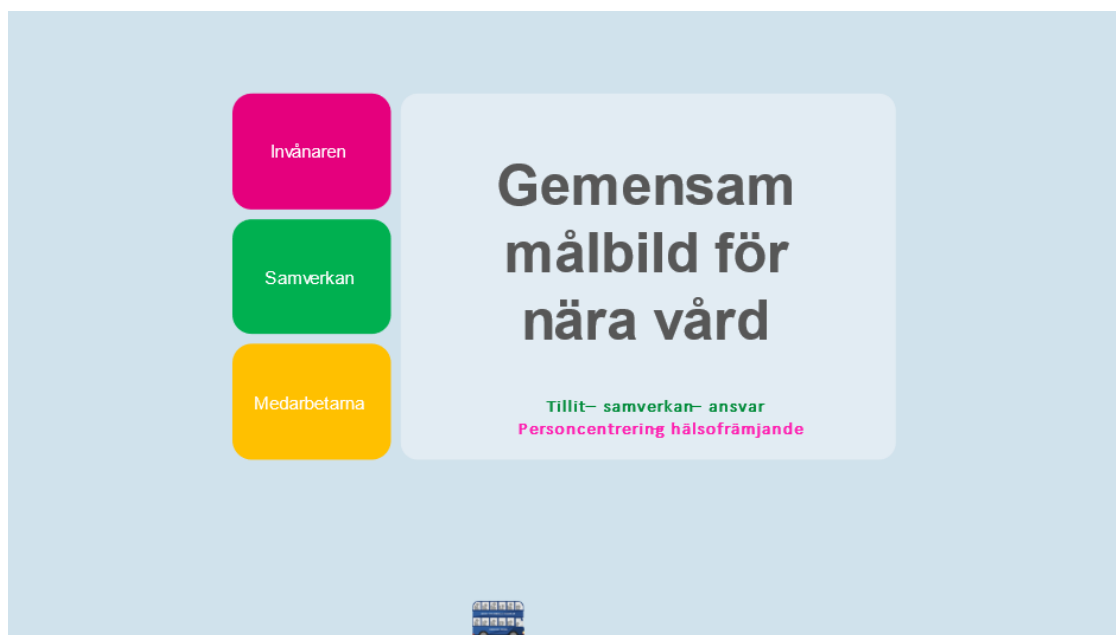 Invånaren
Samverkan
Medarbetarna
Gemensam
målbild för
nära vård
Tillit– samverkan– ansvar
Personcentrering hälsofrämjande